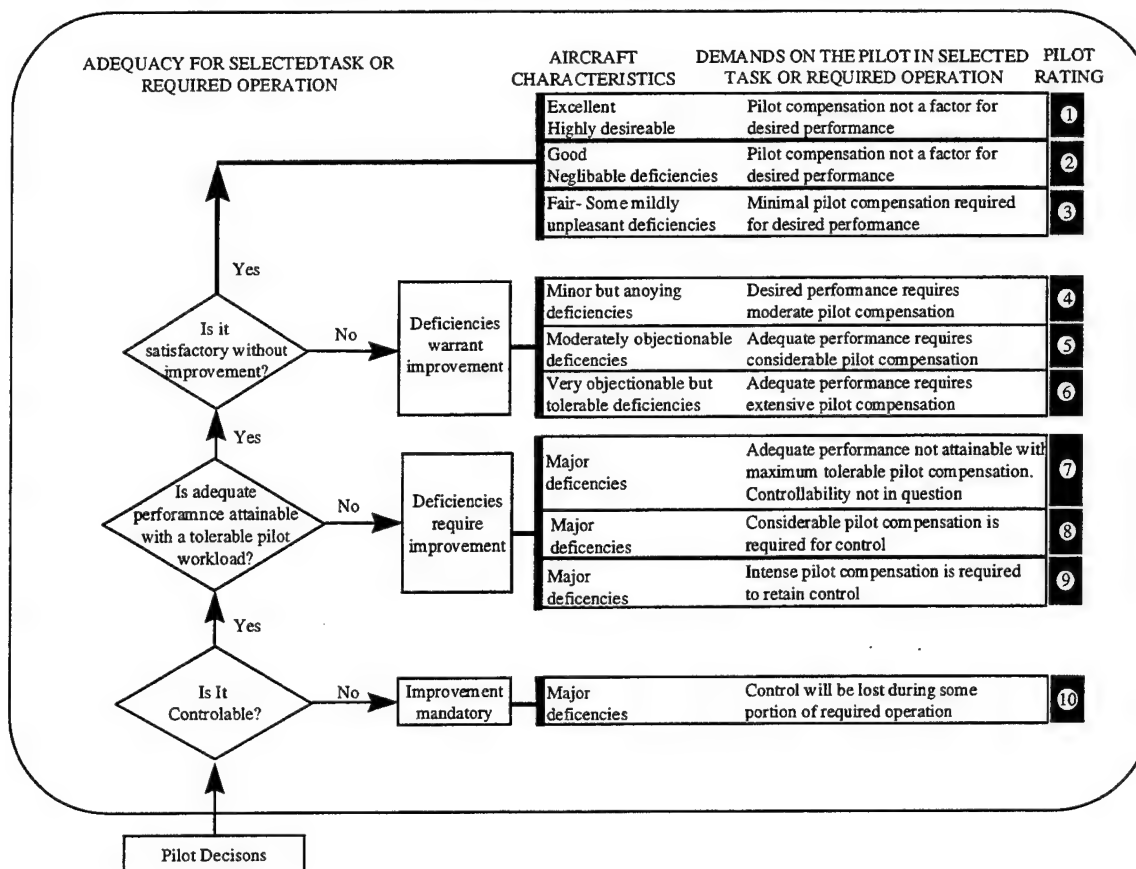 ADEQUACY FOR SELECTEDTASK OR
REQUIRED OPERATION
AIRCRAFT
CHARACTERISTICS
DEMANDS ON THE PILOT IN SELECTED
TASK OR REQUIRED OPERATION
PILOT
RATING
Excellent
Highly desireable
Pilot compensation not a factor for
desired performance
1
Good
Neglibable deficiencies
Pilot compensation not a factor for
desired performance
2
Fair- Some mildly
unpleasant deficiencies
Minimal pilot compensation required
for desired performance
3
Yes
Is it
satisfactory without
improvement?
No
Deficiencies
warrant
improvement
Minor but anoying
deficiencies
Desired performance requires
moderate pilot compensation
4
Moderately objectionable
deficencies
Adequate performance requires
considerable pilot compensation
5
Very objectionable but
tolerable deficiencies
Adequate performance requires
extensive pilot compensation
6
Yes
Is adequate
perforamnce attainable
with a tolerable pilot
workload?
No
Deficiencies
require
improvement
Major
deficencies
Adequate performance not attainable with
maximum tolerable pilot compensation.
Controllability not in question
7
Major
deficencies
Considerable pilot compensation is
required for control
8
Major
deficencies
Intense pilot compensation is required
to retain control
9
Yes
Is It
Controlable?
No
Improvement
mandatory
Major
deficencies
Control will be lost during some
portion of required operation
10
Pilot Decisons